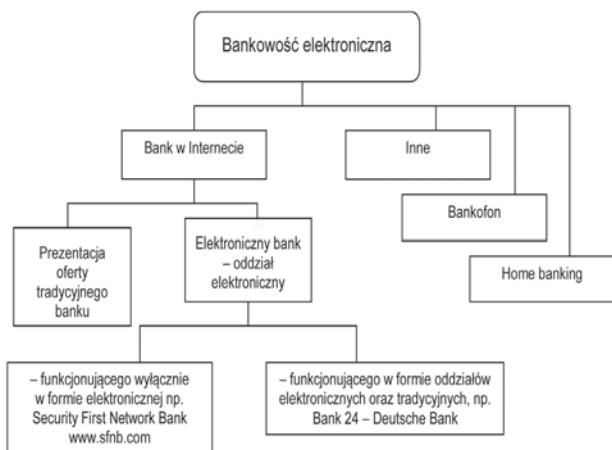 Bankowość elektroniczna
Bank w Internecie
Inne
Bankofon
Home banking
Prezentacja
oferty
tradycyjnego
banku
Elektroniczny bank
– oddział
elektroniczny
– funkcjonującego wyłącznie
w formie elektronicznej np.
Security First Network Bank
www.sfnb.com
– funkcjonującego w formie oddziałów
elektronicznych oraz tradycyjnych, np.
Bank 24 – Deutsche Bank